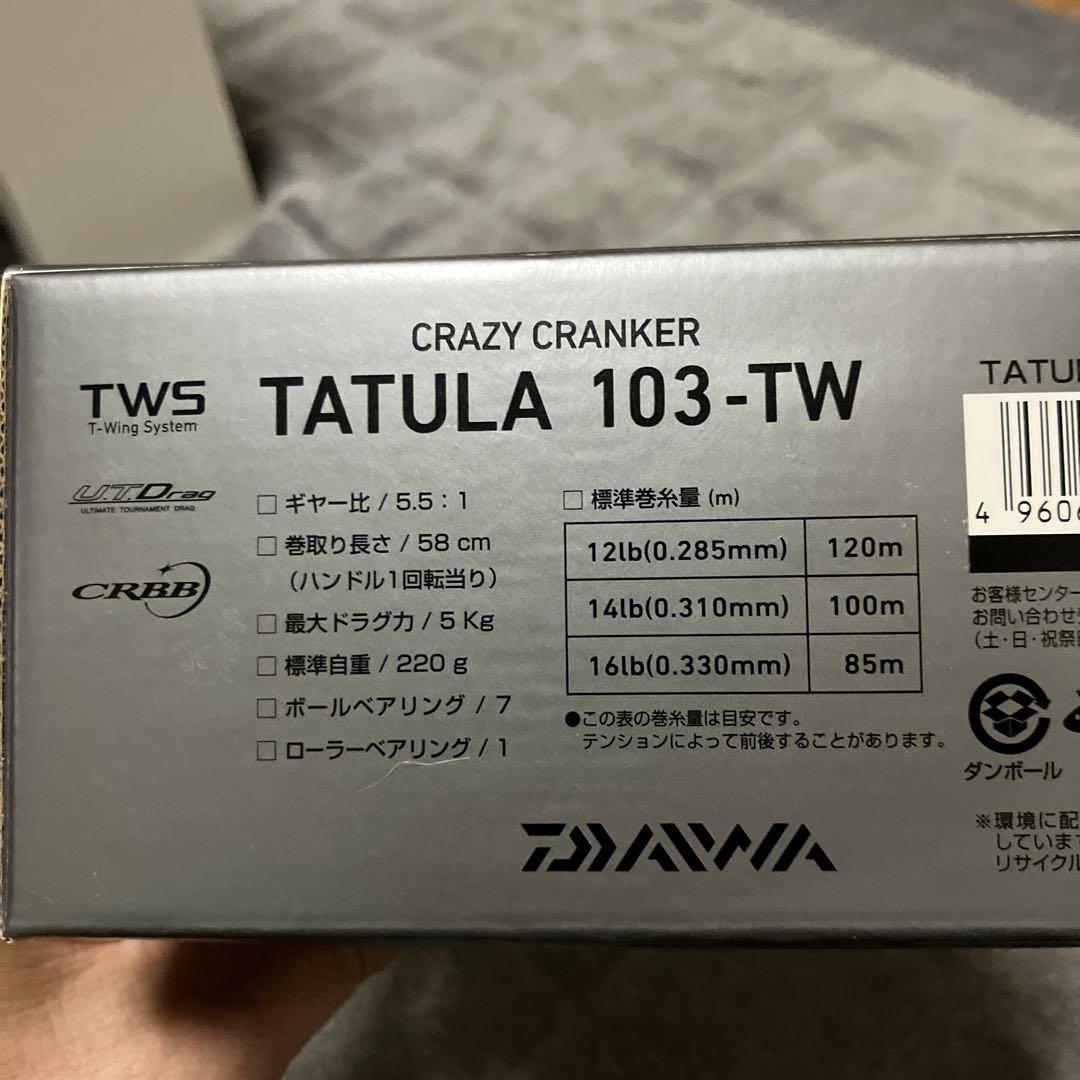 CRAZY CRANKER
TATULA 103-TW
TWS
T-Wing System
U.T.Drag
ULTIMATE TOURNAMENT DRAG
CRBB
□ ギヤー比 / 5.5：1
□ 巻取り長さ / 58 cm
（ハンドル1回転当り）
□ 最大ドラグ力 / 5 Kg
□ 標準自重 / 220 g
□ ボールベアリング / 7
□ ローラーベアリング / 1
□ 標準巻糸量 (m)
12lb(0.285mm) 120m
14lb(0.310mm) 100m
16lb(0.330mm) 85m
●この表の巻糸量は目安です。
テンションによって前後することがあります。
DAIWA
TATUL
4 9606
お客様センター
お問い合わせ
（土・日・祝祭
ダンボール
※環境に配
していま
リサイクル